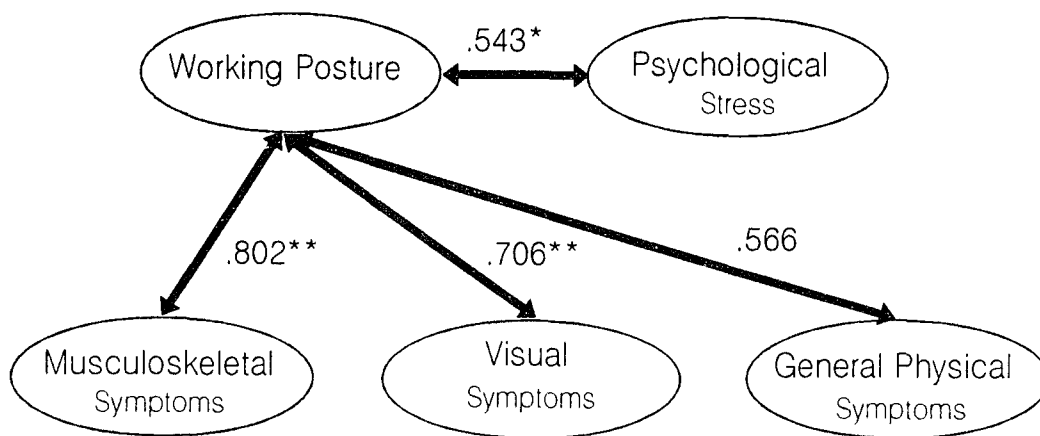 .543*
Working Posture
Psychological
Stress
.802**
.706**
.566
Musculoskeletal
Symptoms
Visual
Symptoms
General Physical
Symptoms